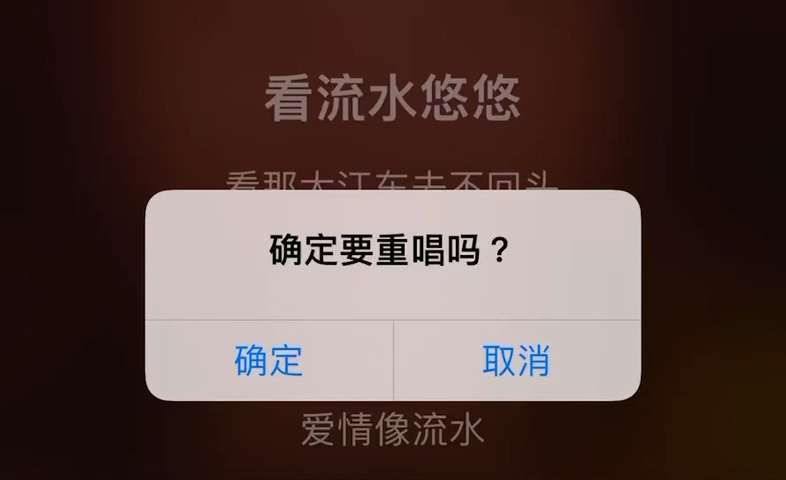 看流水悠悠
看那大江东去不回头
确定要重唱吗？
确定
取消
爱情像流水